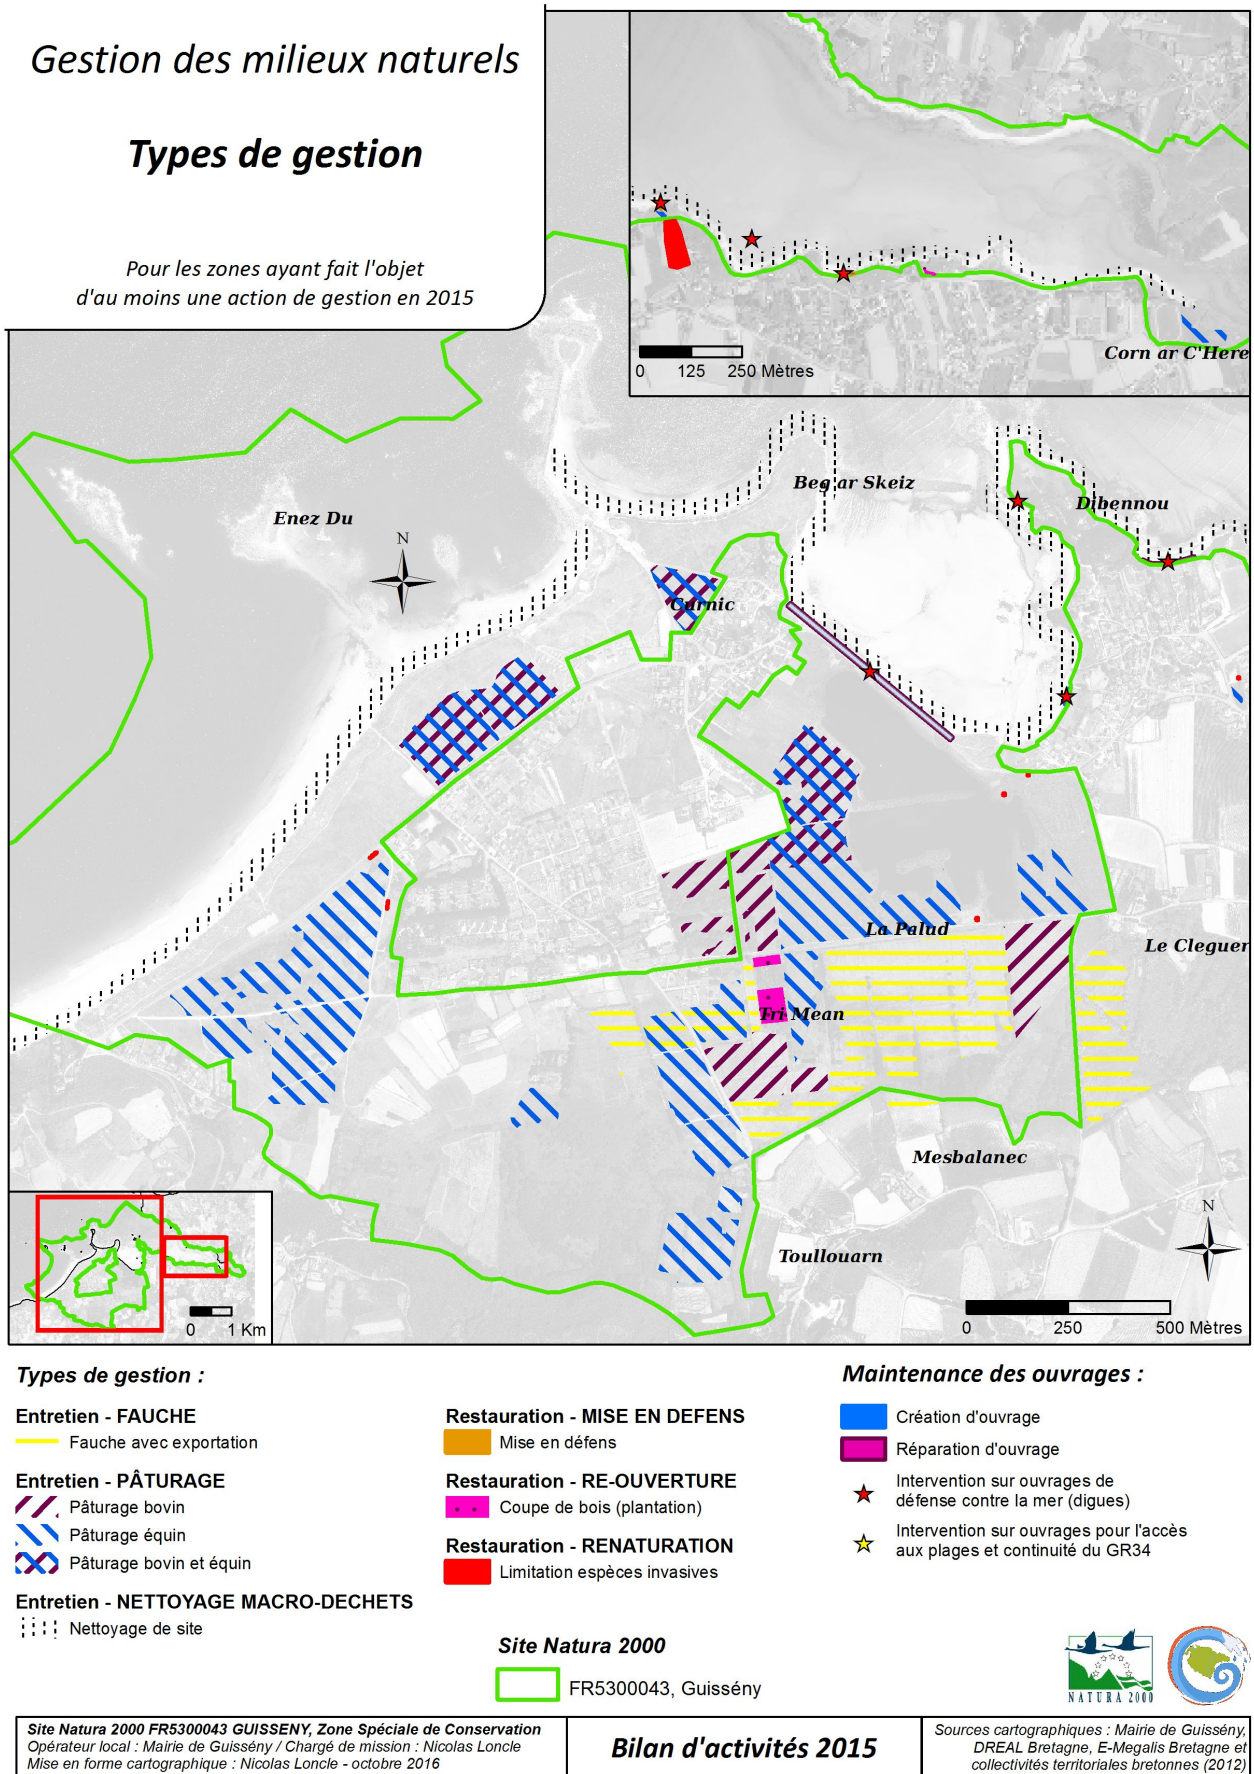 Gestion des milieux naturels
Types de gestion
Pour les zones ayant fait l'objet
d'au moins une action de gestion en 2015
Corn ar C'Here
0 125 250 Mètres
Beg ar Skeiz
Dibennou
Enez Du
N
Curnic
La Palud
Le Cleguer
Tri Mean
Mesbalanec
Toullouarn
N
0 250 500 Mètres
0 1 Km
Types de gestion :
Entretien - FAUCHE
Fauche avec exportation
Entretien - PÂTURAGE
Pâturage bovin
Pâturage équin
Pâturage bovin et équin
Entretien - NETTOYAGE MACRO-DECHETS
Nettoyage de site
Restauration - MISE EN DEFENS
Mise en défens
Restauration - RE-OUVERTURE
Coupe de bois (plantation)
Restauration - RENATURATION
Limitation espèces invasives
Maintenance des ouvrages :
Création d'ouvrage
Réparation d'ouvrage
Intervention sur ouvrages de
défense contre la mer (digues)
Intervention sur ouvrages pour l'accès
aux plages et continuité du GR34
Site Natura 2000
FR5300043, Guissény
NATURA 2000
Site Natura 2000 FR5300043 GUISSENY, Zone Spéciale de Conservation
Opérateur local : Mairie de Guissény / Chargé de mission : Nicolas Loncle
Mise en forme cartographique : Nicolas Loncle - octobre 2016
Bilan d'activités 2015
Sources cartographiques : Mairie de Guissény,
DREAL Bretagne, E-Megalis Bretagne et
collectivités territoriales bretonnes (2012)